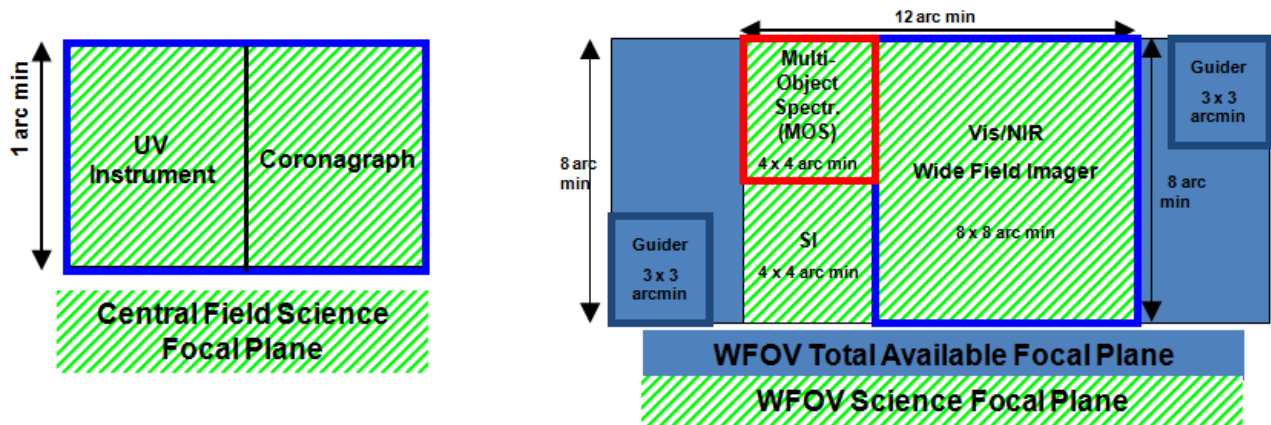 1 arc min
UV
Instrument
Coronagraph
Central Field Science
Focal Plane
12 arc min
8 arc
min
Guider
3 x 3
arcmin
Multi-
Object
Spectr.
(MOS)
4 x 4 arc min
SI
4 x 4 arc min
Vis/NIR
Wide Field Imager
8 x 8 arc min
8 arc
min
Guider
3 x 3
arcmin
WFOV Total Available Focal Plane
WFOV Science Focal Plane